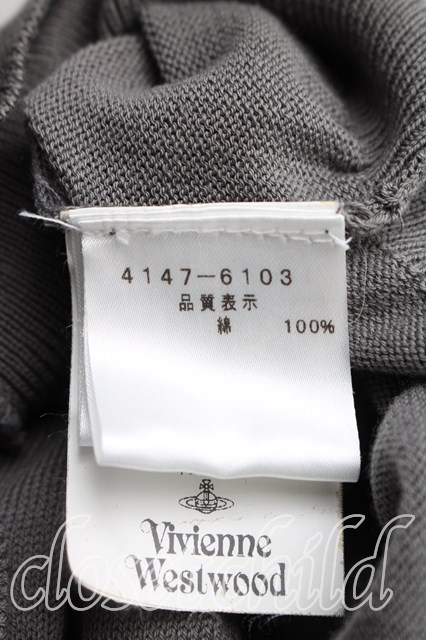 4147-6103
品質表示
綿 100%
Vivienne
Westwood
closet child